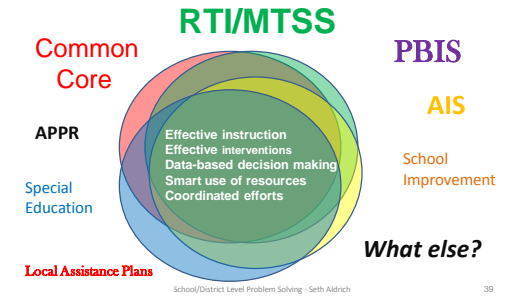 RTI/MTSS
Common
Core
PBIS
AIS
APPR
Effective instruction
Effective interventions
Data-based decision making
Smart use of resources
Coordinated efforts
School
Improvement
Special
Education
What else?
Local Assistance Plans
School/District Level Problem Solving - Seth Aldrich
39